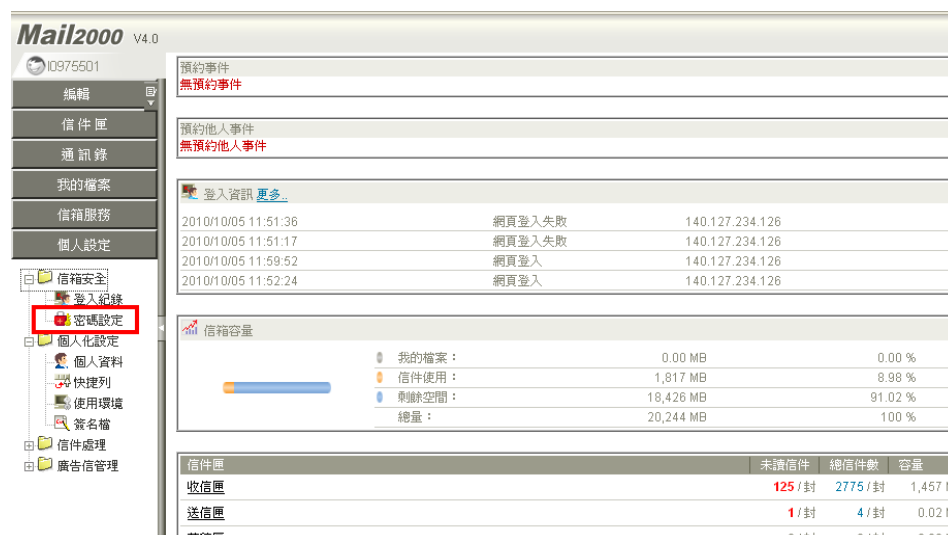 Mail2000 V4.0
I0975501
編輯
信件匣
通訊錄
我的檔案
信箱服務
個人設定
信箱安全
登入紀錄
密碼設定
個人化設定
個人資料
快捷列
使用環境
簽名檔
信件處理
廣告信管理
預約事件
無預約事件
預約他人事件
無預約他人事件
登入資訊 更多..
2010/10/05 11:51:36 網頁登入失敗 140.127.234.126
2010/10/05 11:51:17 網頁登入失敗 140.127.234.126
2010/10/05 11:59:52 網頁登入 140.127.234.126
2010/10/05 11:52:24 網頁登入 140.127.234.126
信箱容量
我的檔案： 0.00 MB 0.00 %
信件使用： 1,817 MB 8.98 %
剩餘空間： 18,426 MB 91.02 %
總量： 20,244 MB 100 %
信件匣 未讀信件 總信件數 容量
收信匣 125 / 封 2775 / 封 1,457
送信匣 1 / 封 4 / 封 0.02